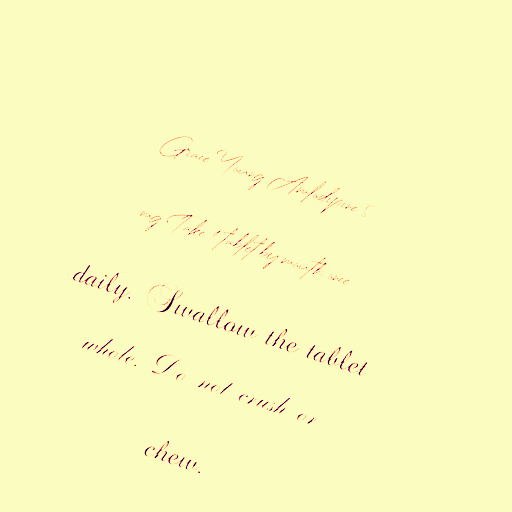 Grace Young Amlodipine 5
mg Take 1 tablet by mouth once
daily. Swallow the tablet
whole. Do not crush or
chew.